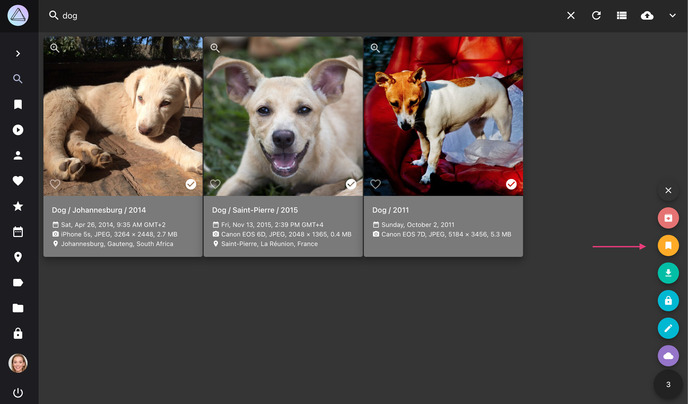 dog
Dog / Johannesburg / 2014
Sat, Apr 26, 2014, 9:35 AM GMT+2
iPhone 5s, JPEG, 3264 × 2448, 2.7 MB
Johannesburg, Gauteng, South Africa
Dog / Saint-Pierre / 2015
Fri, Nov 13, 2015, 2:39 PM GMT+4
Canon EOS 6D, JPEG, 2048 × 1365, 0.4 MB
Saint-Pierre, La Réunion, France
Dog / 2011
Sunday, October 2, 2011
Canon EOS 7D, JPEG, 5184 × 3456, 5.3 MB
3